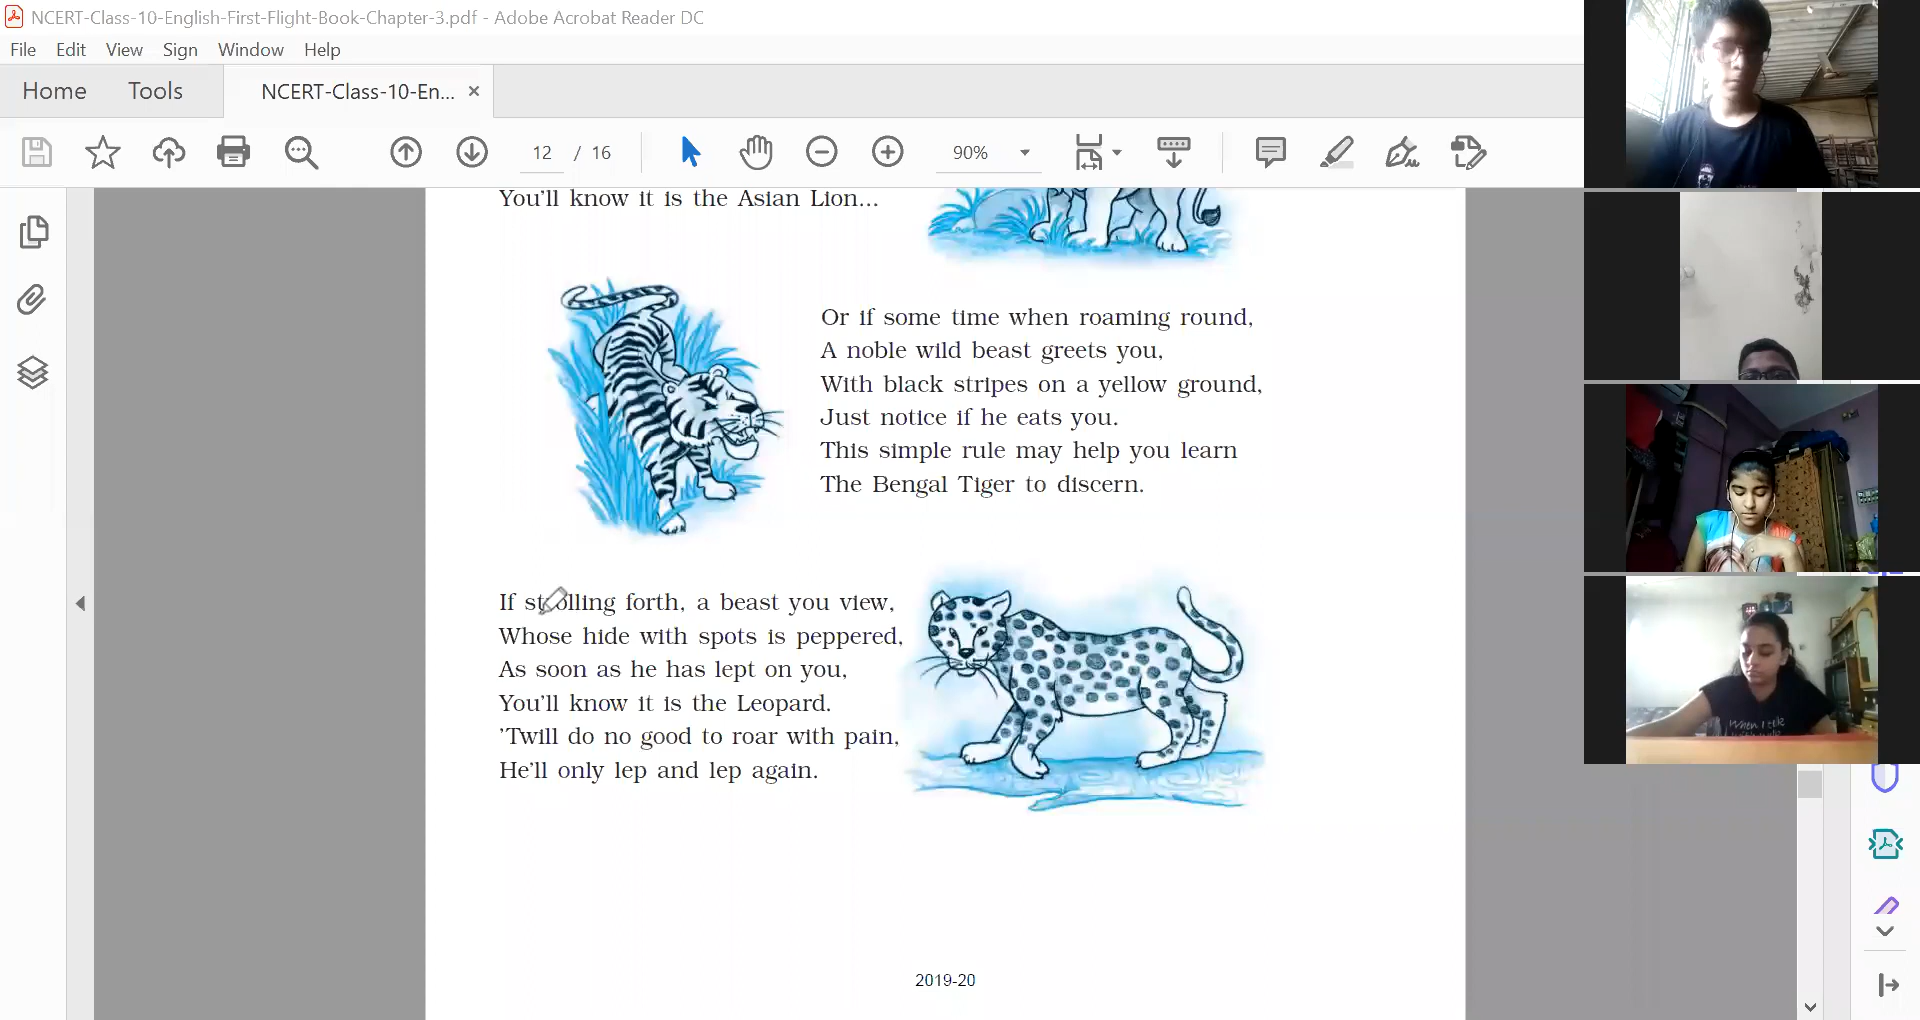 NCERT-Class-10-English-First-Flight-Book-Chapter-3.pdf - Adobe Acrobat Reader DC
File Edit View Sign Window Help
Home Tools NCERT-Class-10-En... ×
12 / 16 90%
You'll know it is the Asian Lion...
Or if some time when roaming round,
A noble wild beast greets you,
With black stripes on a yellow ground,
Just notice if he eats you.
This simple rule may help you learn
The Bengal Tiger to discern.
If strolling forth, a beast you view,
Whose hide with spots is peppered,
As soon as he has lept on you,
You'll know it is the Leopard.
'Twill do no good to roar with pain,
He'll only lep and lep again.
2019-20